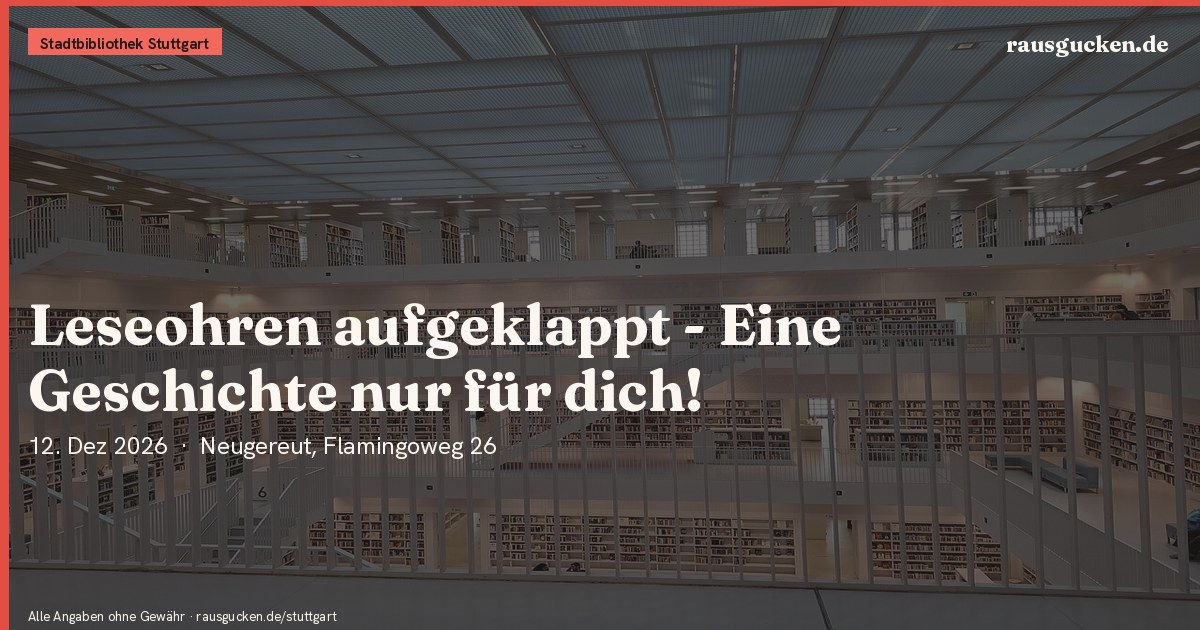 Stadtbibliothek Stuttgart
rausgucken.de
Leseohren aufgeklappt - Eine
Geschichte nur für dich!
12. Dez 2026 · Neugereut, Flamingoweg 26
6
Alle Angaben ohne Gewähr · rausgucken.de/stuttgart